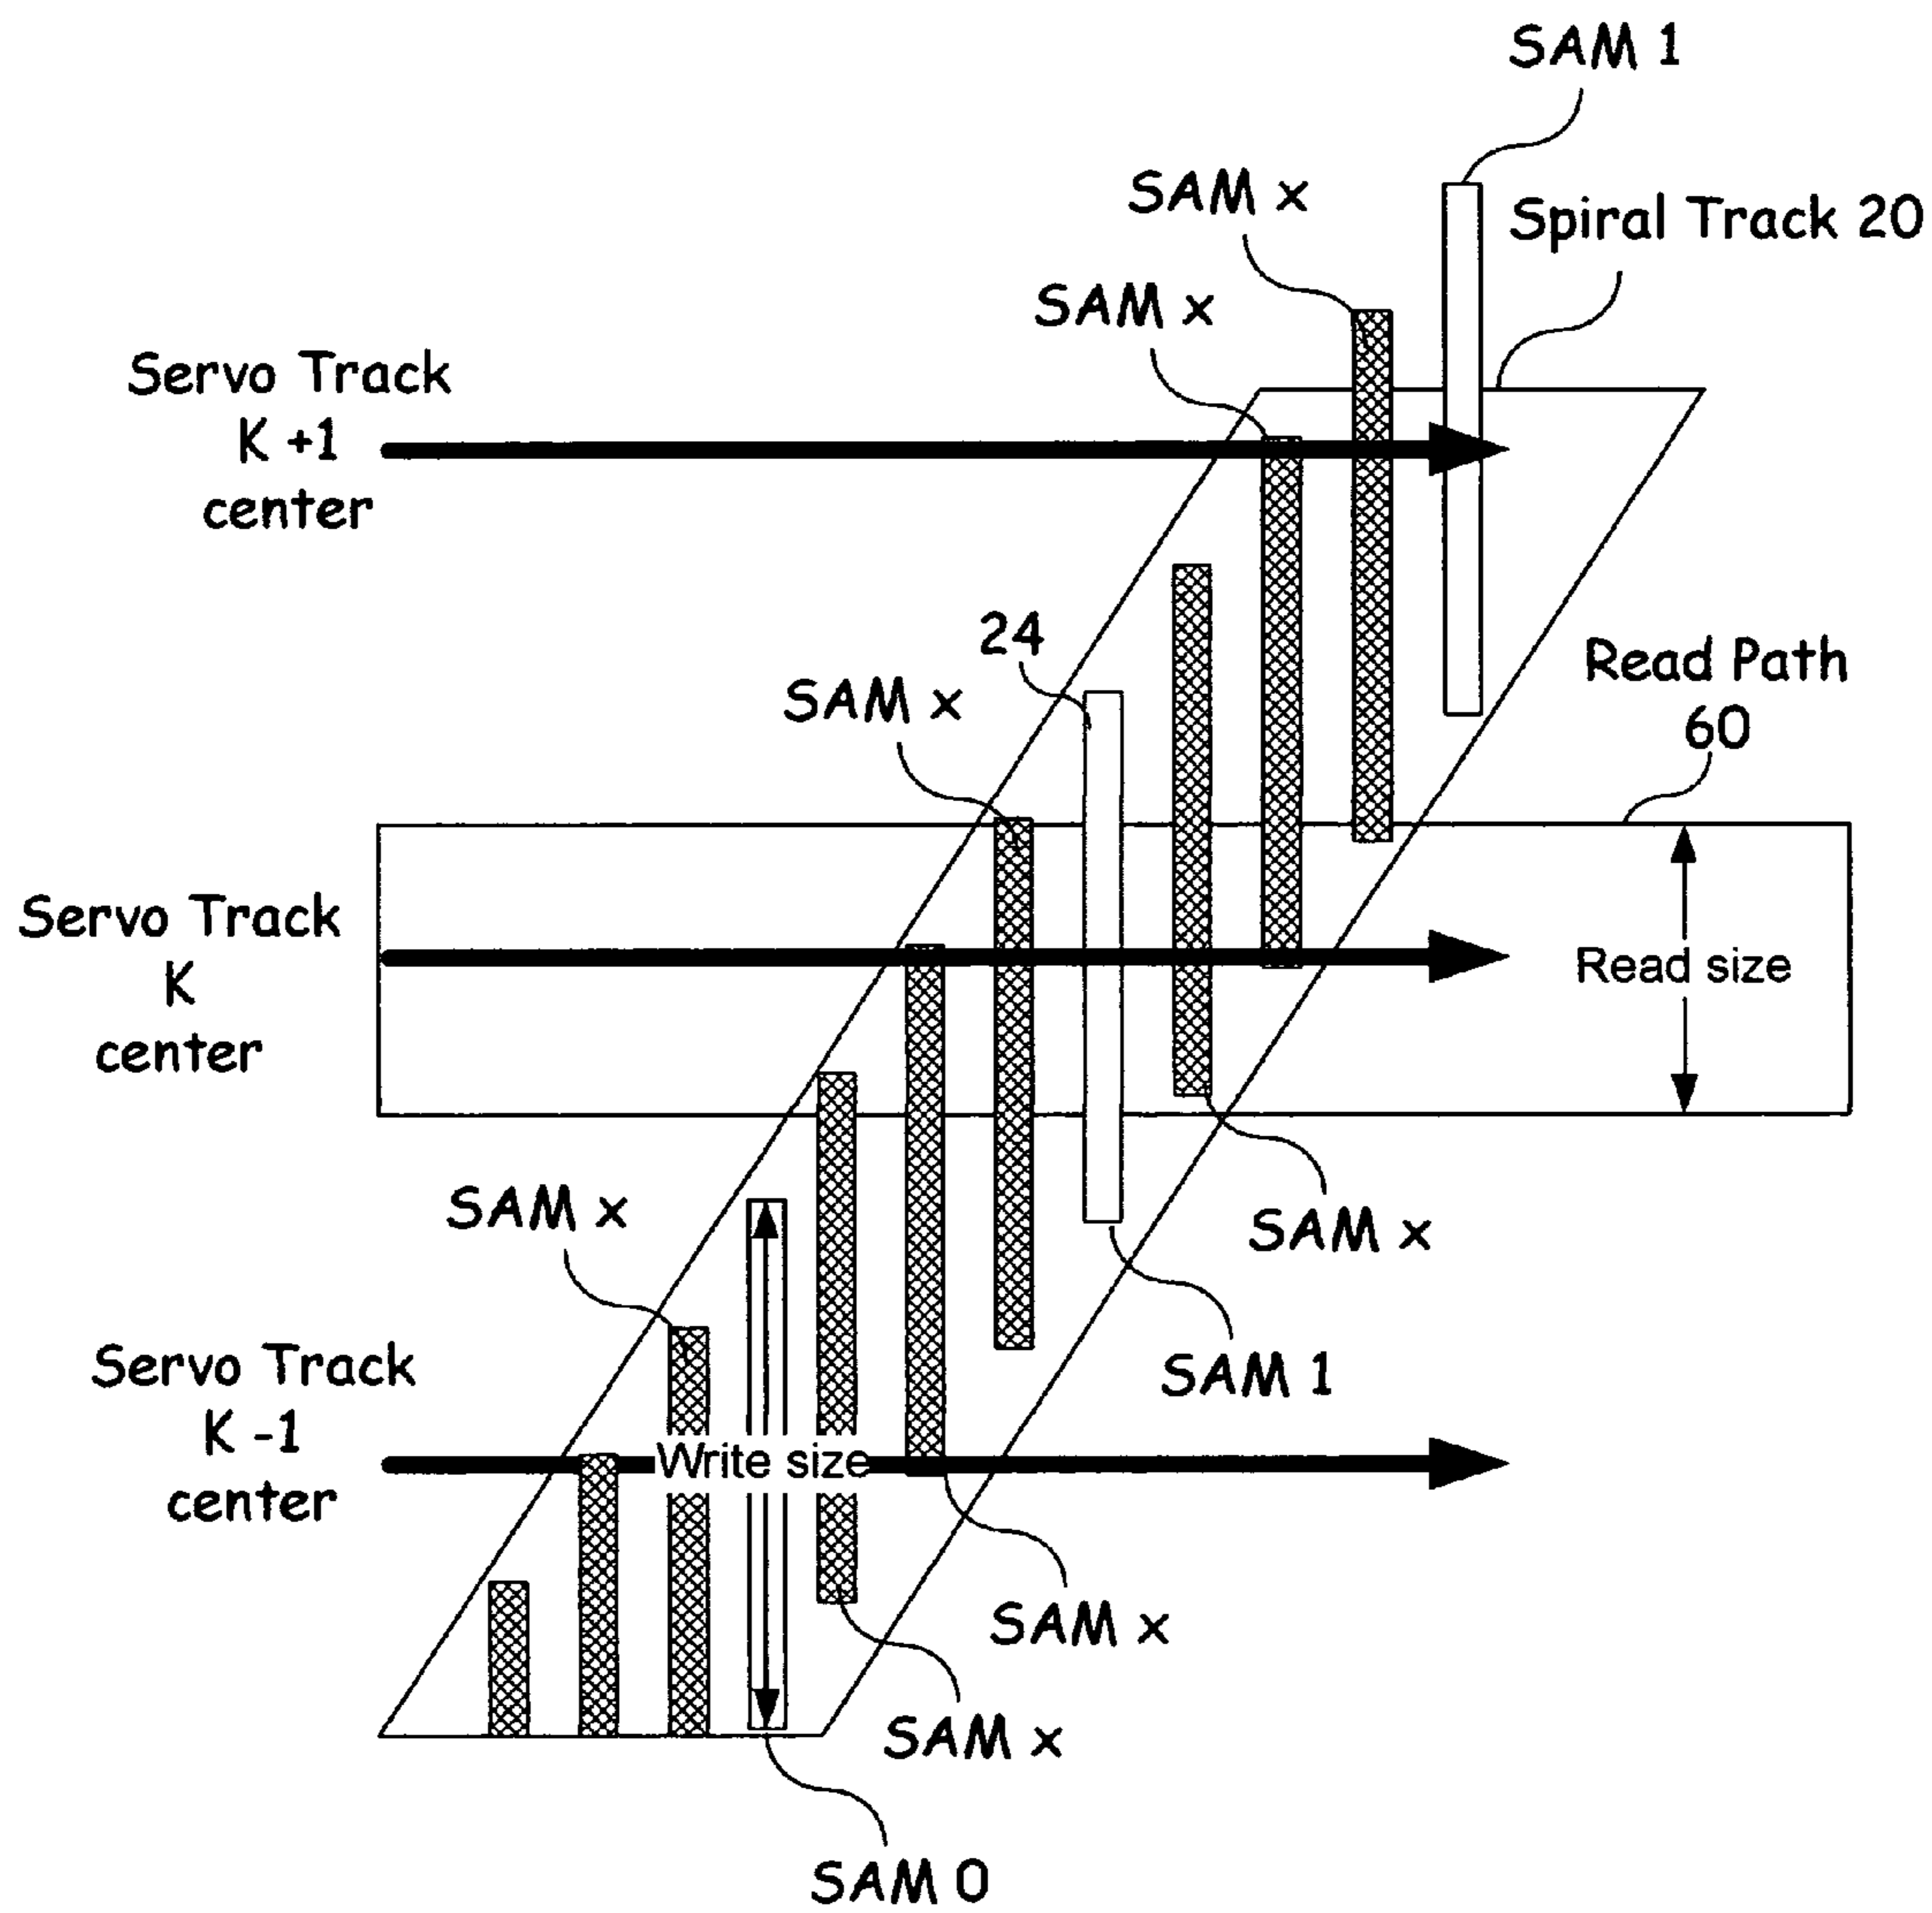 SAM 1
SAM x
Spiral Track 20
SAM x
Servo Track
K +1
center
24
Read Path
60
SAM x
Servo Track
K
center
Read size
SAM x
SAM x
Servo Track
K -1
center
SAM 1
Write size
SAM x
SAM x
SAM 0